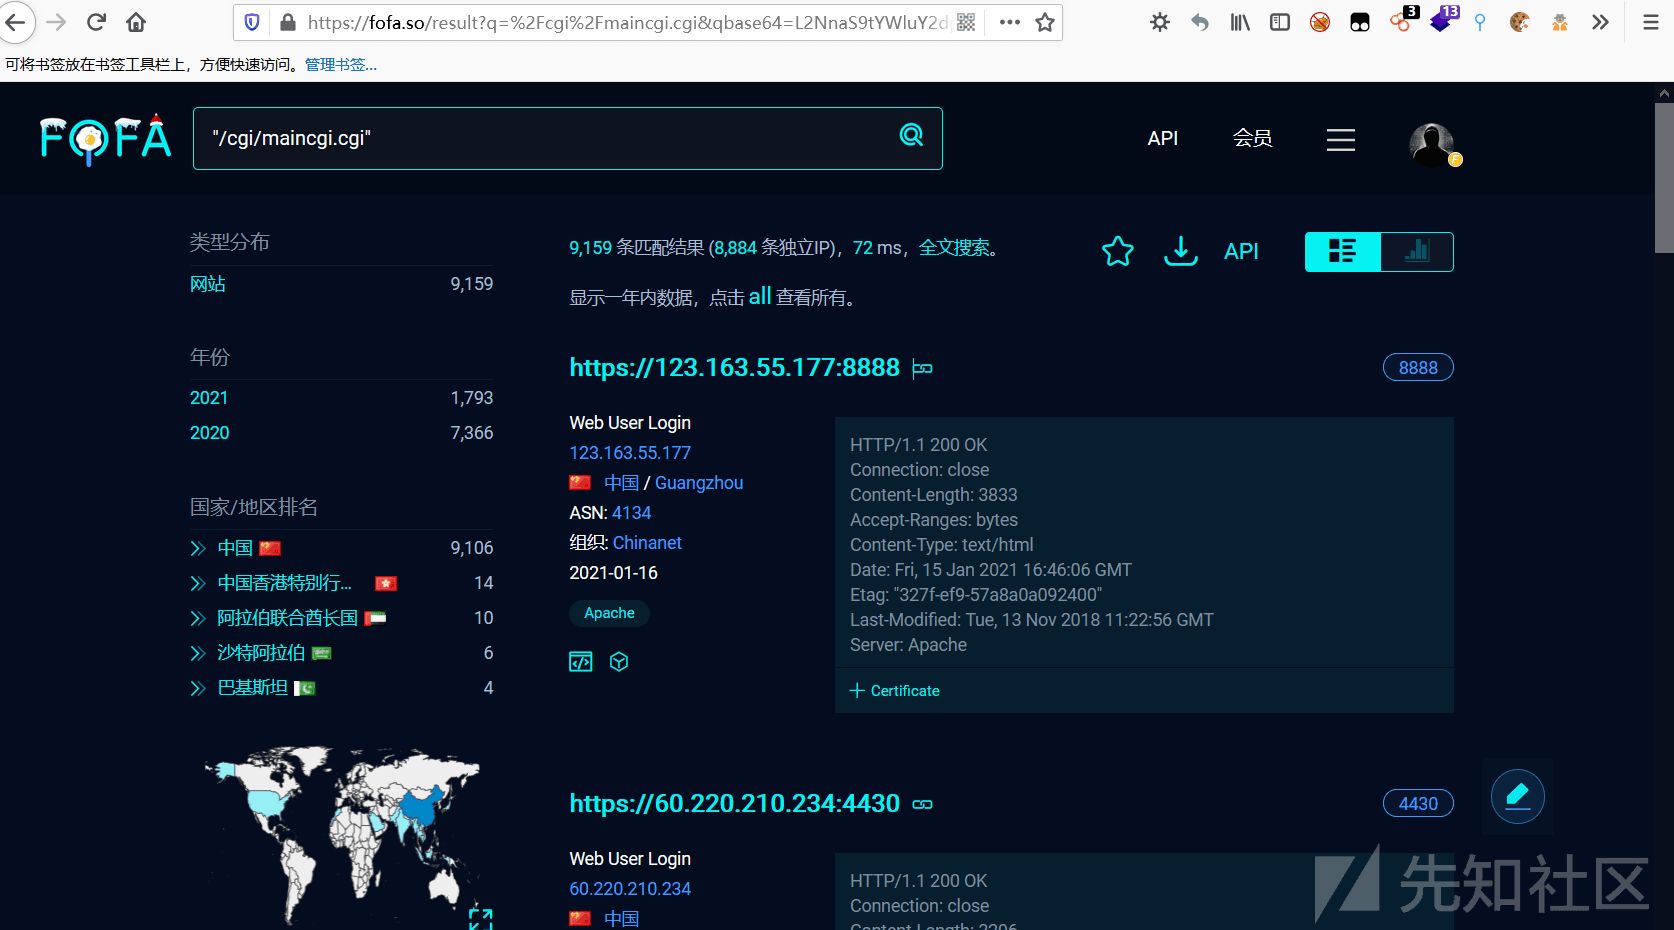 https://fofa.so/result?q=%2Fcgi%2Fmaincgi.cgi&qbase64=L2NnaS9tYWluY2d
3
13
可将书签放在书签工具栏上，方便快速访问。管理书签...
FOFA
"/cgi/maincgi.cgi"
API
会员
类型分布
网站 9,159
年份
2021 1,793
2020 7,366
国家/地区排名
中国 9,106
中国香港特别行... 14
阿拉伯联合酋长国 10
沙特阿拉伯 6
巴基斯坦 4
9,159 条匹配结果 (8,884 条独立IP)，72 ms，全文搜索。
API
显示一年内数据，点击 all 查看所有。
https://123.163.55.177:8888
8888
Web User Login
123.163.55.177
中国 / Guangzhou
ASN: 4134
组织: Chinanet
2021-01-16
Apache
HTTP/1.1 200 OK
Connection: close
Content-Length: 3833
Accept-Ranges: bytes
Content-Type: text/html
Date: Fri, 15 Jan 2021 16:46:06 GMT
Etag: "327f-ef9-57a8a0a092400"
Last-Modified: Tue, 13 Nov 2018 11:22:56 GMT
Server: Apache
Certificate
https://60.220.210.234:4430
4430
Web User Login
60.220.210.234
中国
HTTP/1.1 200 OK
Connection: close
先知社区